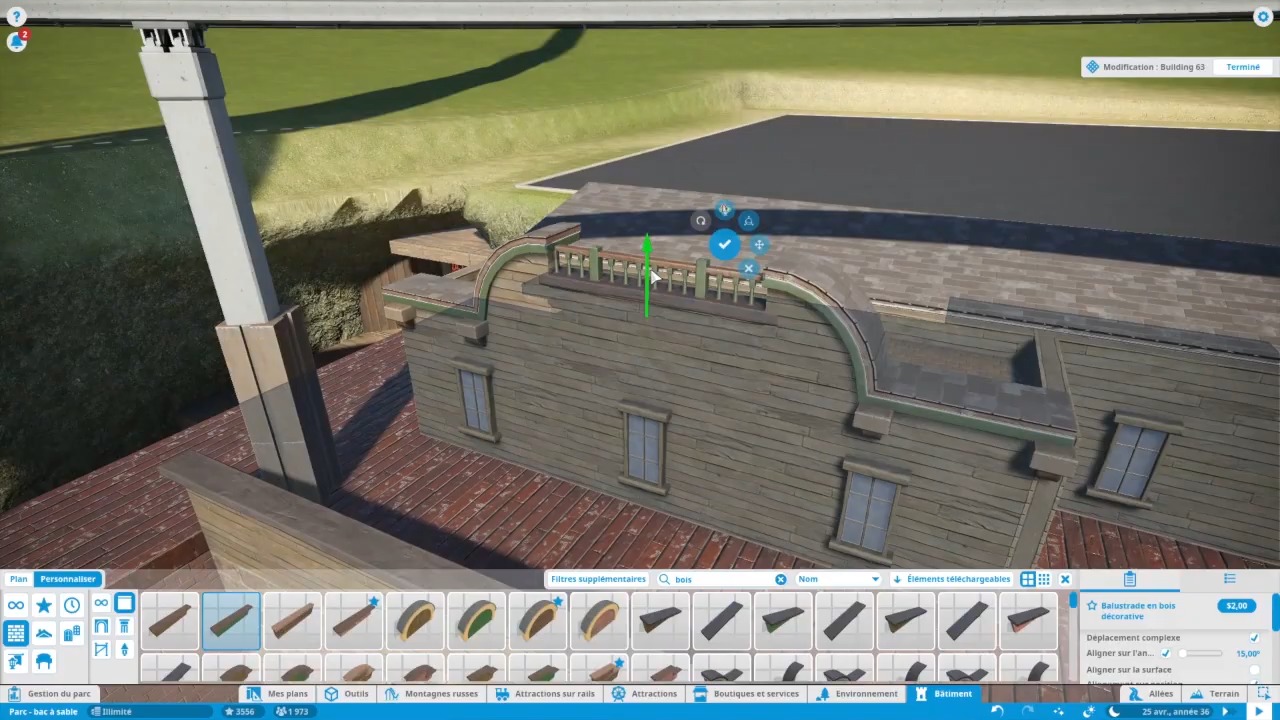 ?
2
Modification : Building 63
Terminé
Plan
Personnaliser
Filtres supplémentaires
bois
Nom
Éléments téléchargeables
Balustrade en bois
décorative
$2,00
Déplacement complexe
Aligner sur l'an...
15,00°
Aligner sur la surface
Gestion du parc
Mes plans
Outils
Montagnes russes
Attractions sur rails
Attractions
Boutiques et services
Environnement
Bâtiment
Allées
Terrain
Parc - bac à sable
Illimité
3556
1 973
25 avr., année 36